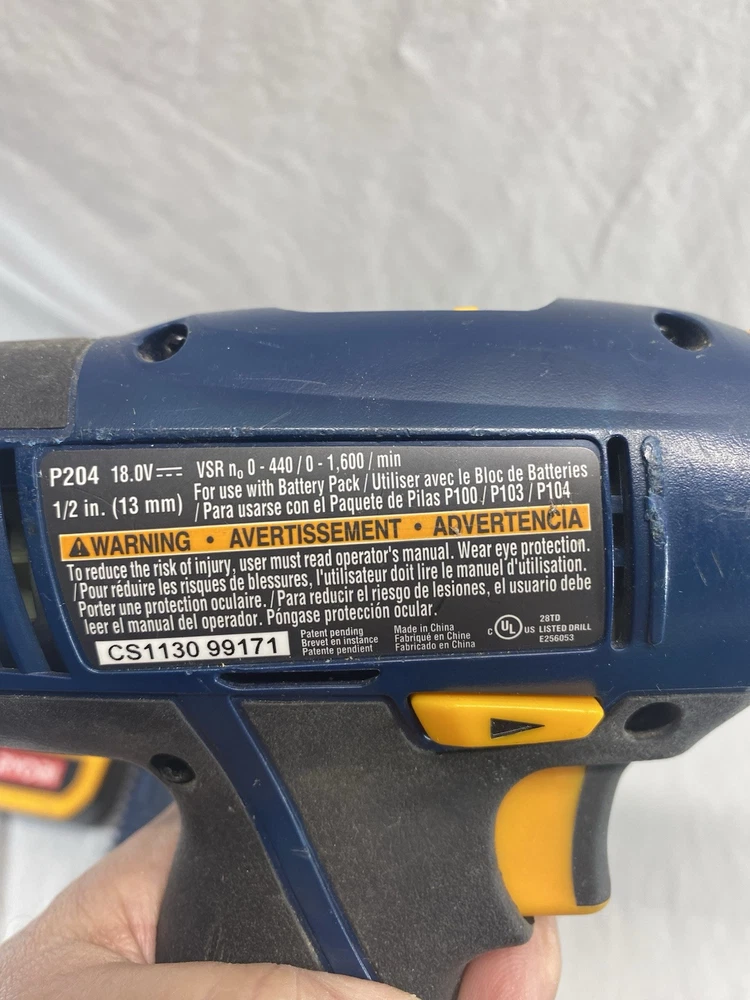 P204 18.0V⎓ VSR n₀ 0 - 440 / 0 - 1,600 / min
1/2 in. (13 mm) For use with Battery Pack / Utiliser avec le Bloc de Batteries
/ Para usarse con el Paquete de Pilas P100 / P103 / P104
⚠WARNING • AVERTISSEMENT • ADVERTENCIA
To reduce the risk of injury, user must read operator's manual. Wear eye protection.
/ Pour réduire les risques de blessures, l'utilisateur doit lire le manuel d'utilisation.
Porter une protection oculaire. / Para reducir el riesgo de lesiones, el usuario debe
leer el manual del operador. Póngase protección ocular.
CS1130 99171
Patent pending
Brevet en instance
Patente pendient
Made in China
Fabriqué en Chine
Fabricado en China
C UL US
28TD
LISTED DRILL
E256053